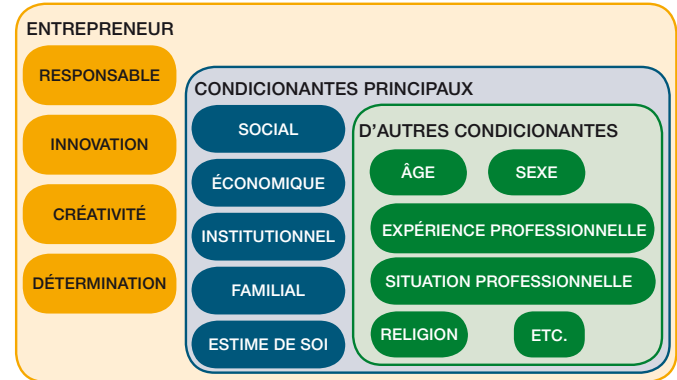 ENTREPRENEUR
RESPONSABLE
INNOVATION
CRÉATIVITÉ
DÉTERMINATION
CONDICIONANTES PRINCIPAUX
SOCIAL
ÉCONOMIQUE
INSTITUTIONNEL
FAMILIAL
ESTIME DE SOI
D'AUTRES CONDICIONANTES
ÂGE
SEXE
EXPÉRIENCE PROFESSIONNELLE
SITUATION PROFESSIONNELLE
RELIGION
ETC.